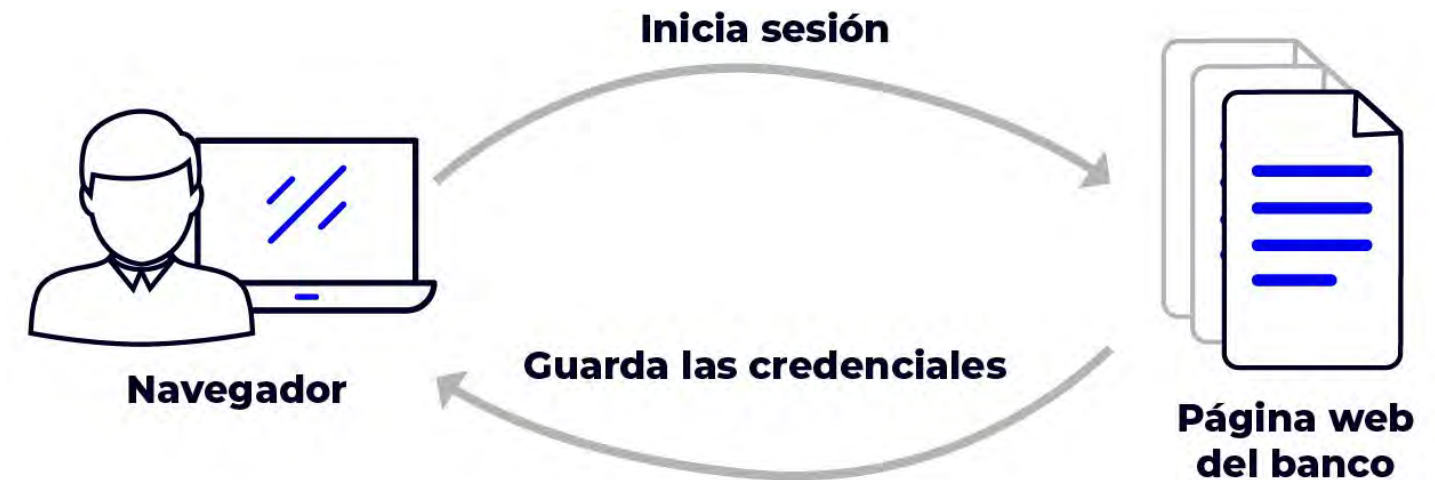 Inicia sesión
Guarda las credenciales
Navegador
Página web
del banco